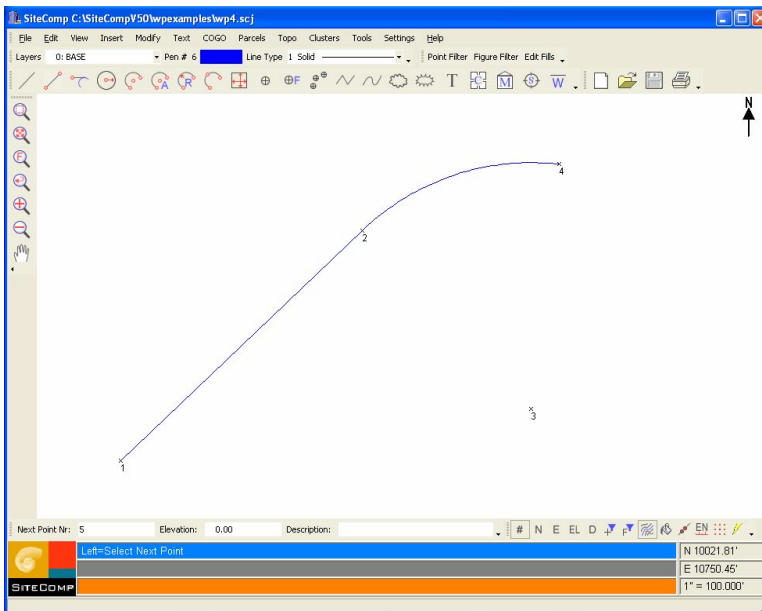 SiteComp C:\SiteCompV50\wpexamples\wp4.scj
File Edit View Insert Modify Text COGO Parcels Topo Clusters Tools Settings Help
Layers 0: BASE Pen # 6 Line Type 1 Solid Point Filter Figure Filter Edit Fills
A R F T C M S W
N
F
4
2
3
1
Next Point Nr: 5 Elevation: 0.00 Description: # N E EL D F EN
Left=Select Next Point N 10021.81'
E 10750.45'
SITECOMP 1" = 100.000'